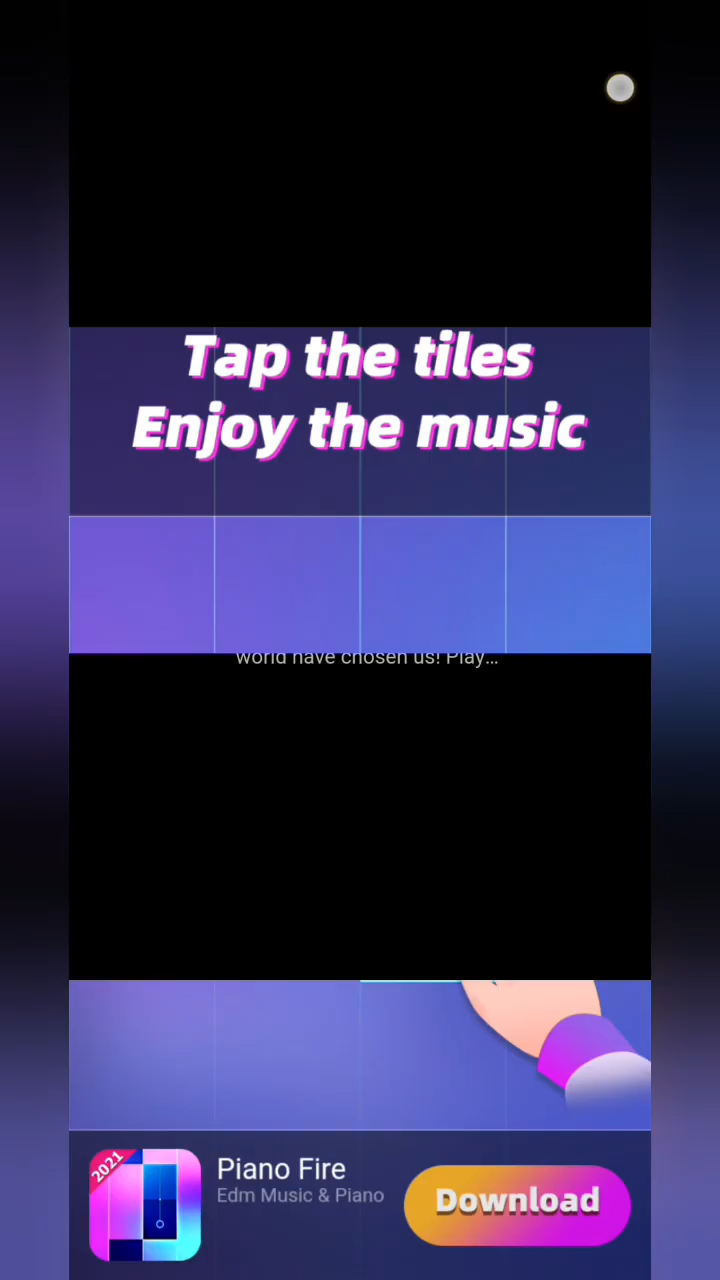 Tap the tiles
Enjoy the music
world have chosen us! Play...
2021
Piano Fire
Edm Music & Piano
Download